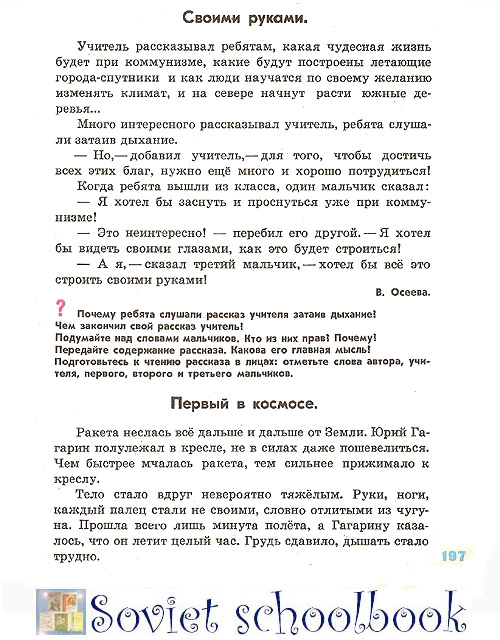 Своими руками.
Учитель рассказывал ребятам, какая чудесная жизнь
будет при коммунизме, какие будут построены летающие
города-спутники и как люди научатся по своему желанию
изменять климат, и на севере начнут расти южные де-
ревья...
Много интересного рассказывал учитель, ребята слуша-
ли затаив дыхание.
— Но,— добавил учитель,— для того, чтобы достичь
всех этих благ, нужно ещё много и хорошо потрудиться!
Когда ребята вышли из класса, один мальчик сказал:
— Я хотел бы заснуть и проснуться уже при комму-
низме!
— Это неинтересно! — перебил его другой.— Я хотел
бы видеть своими глазами, как это будет строиться!
— А я,— сказал третий мальчик,— хотел бы всё это
строить своими руками!
В. Осеева.
? Почему ребята слушали рассказ учителя затаив дыхание?
Чем закончил свой рассказ учитель?
Подумайте над словами мальчиков. Кто из них прав? Почему?
Передайте содержание рассказа. Какова его главная мысль?
Подготовьтесь к чтению рассказа в лицах: отметьте слова автора, учи-
теля, первого, второго и третьего мальчиков.
Первый в космосе.
Ракета неслась всё дальше и дальше от Земли. Юрий Га-
гарин полулежал в кресле, не в силах даже пошевелиться.
Чем быстрее мчалась ракета, тем сильнее прижимало к
креслу.
Тело стало вдруг невероятно тяжёлым. Руки, ноги,
каждый палец стали не своими, словно отлитыми из чугу-
на. Прошла всего лишь минута полёта, а Гагарину каза-
лось, что он летит целый час. Грудь сдавило, дышать стало
трудно.
197
Soviet schoolbook